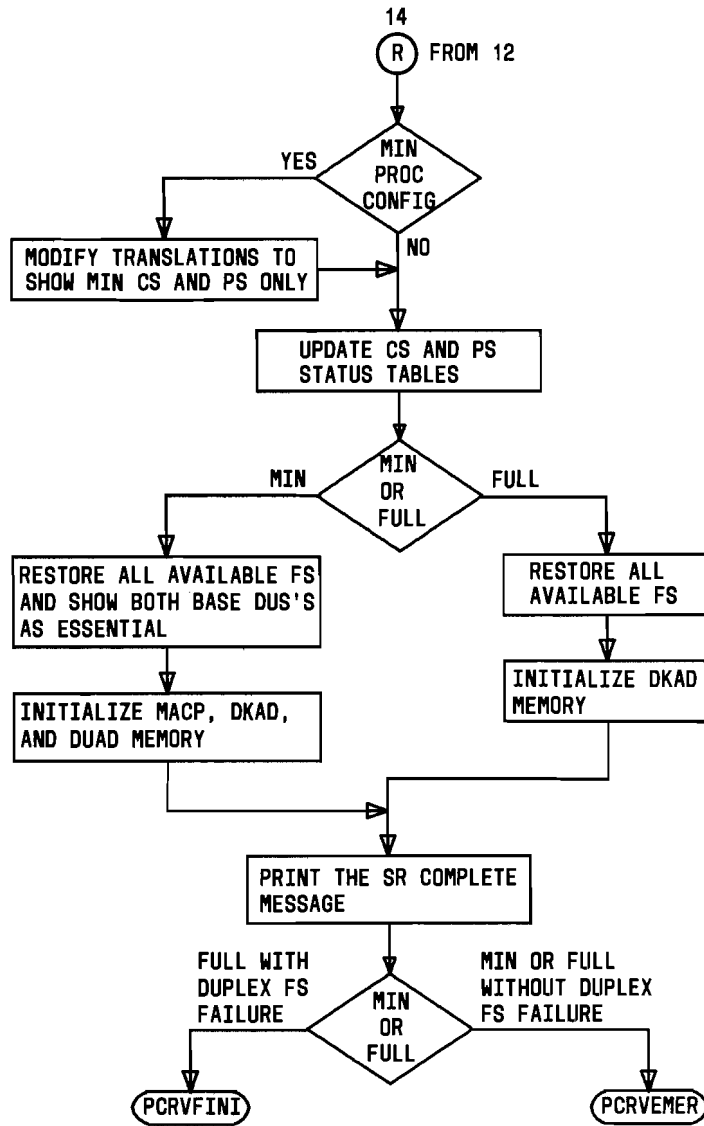 14
R FROM 12
MIN
PROC
CONFIG
YES
NO
MODIFY TRANSLATIONS TO
SHOW MIN CS AND PS ONLY
UPDATE CS AND PS
STATUS TABLES
MIN
OR
FULL
MIN
FULL
RESTORE ALL AVAILABLE FS
AND SHOW BOTH BASE DUS'S
AS ESSENTIAL
RESTORE ALL
AVAILABLE FS
INITIALIZE MACP, DKAD,
AND DUAD MEMORY
INITIALIZE DKAD
MEMORY
PRINT THE SR COMPLETE
MESSAGE
FULL WITH
DUPLEX FS
FAILURE
MIN
OR
FULL
MIN OR FULL
WITHOUT DUPLEX
FS FAILURE
PCRVFINI
PCRVEMER